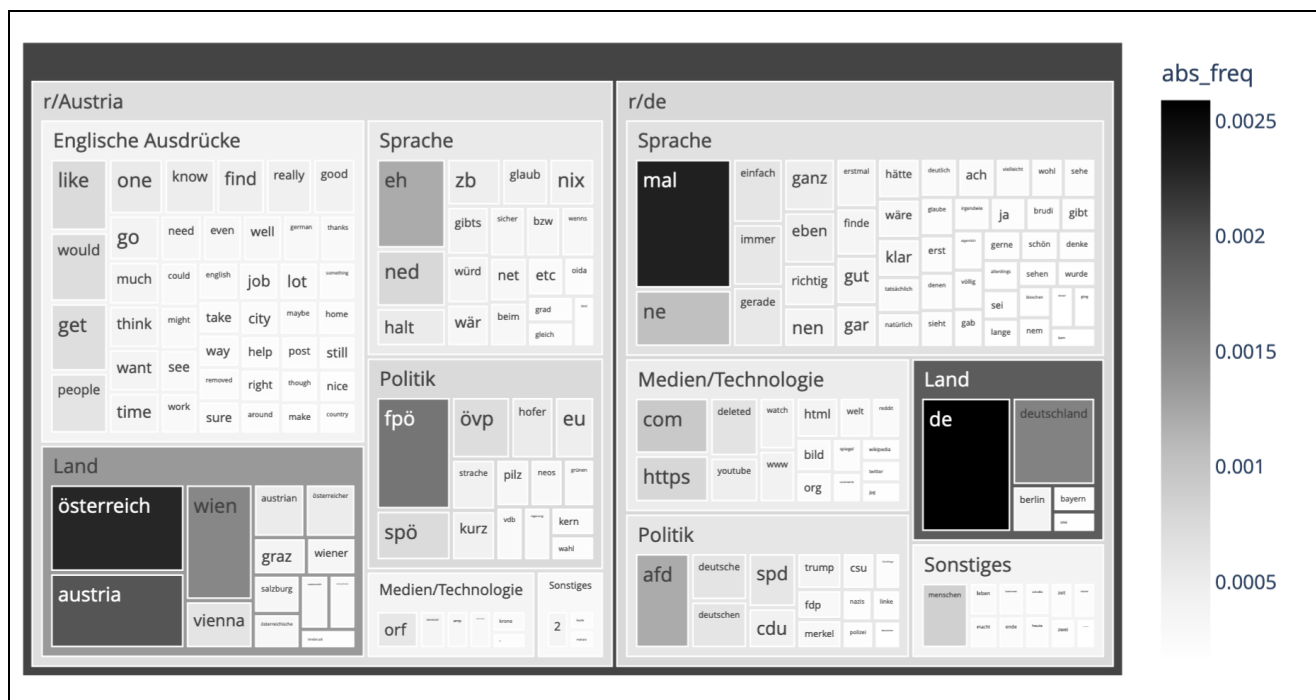 abs_freq
0.0025
0.002
0.0015
0.001
0.0005
r/Austria
Englische Ausdrücke
like
one
know
find
really
good
would
go
need
even
well
german
thanks
much
could
english
job
lot
something
get
think
might
take
city
maybe
home
people
want
see
way
help
post
still
removed
right
though
nice
time
work
sure
around
make
country
Sprache
eh
zb
glaub
nix
gibts
sicher
bzw
wenns
ned
würd
net
etc
oida
halt
wär
beim
grad
gleich
Politik
fpö
övp
hofer
eu
strache
pilz
neos
grünen
spö
kurz
vdb
kern
wahl
Land
österreich
wien
austrian
österreicher
graz
wiener
austria
vienna
salzburg
österreichische
innsbruck
Medien/Technologie
orf
krone
Sonstiges
2
r/de
Sprache
mal
einfach
ganz
erstmal
hätte
deutlich
ach
vielleicht
wohl
sehe
immer
eben
finde
wäre
glaube
irgendwie
ja
brudi
gibt
klar
erst
eigentlich
gerne
schön
denke
ne
gerade
richtig
gut
tatsächlich
denen
völlig
allerdings
sehen
wurde
nen
gar
natürlich
sieht
gab
sei
bisschen
lange
nem
Medien/Technologie
com
deleted
watch
html
welt
reddit
https
youtube
www
bild
spiegel
wikipedia
twitter
org
jpg
Land
de
deutschland
berlin
bayern
Politik
afd
deutsche
spd
trump
csu
deutschen
cdu
fdp
nazis
linke
merkel
polizei
Sonstiges
menschen
leben
zeit
macht
ende
heute
zwei